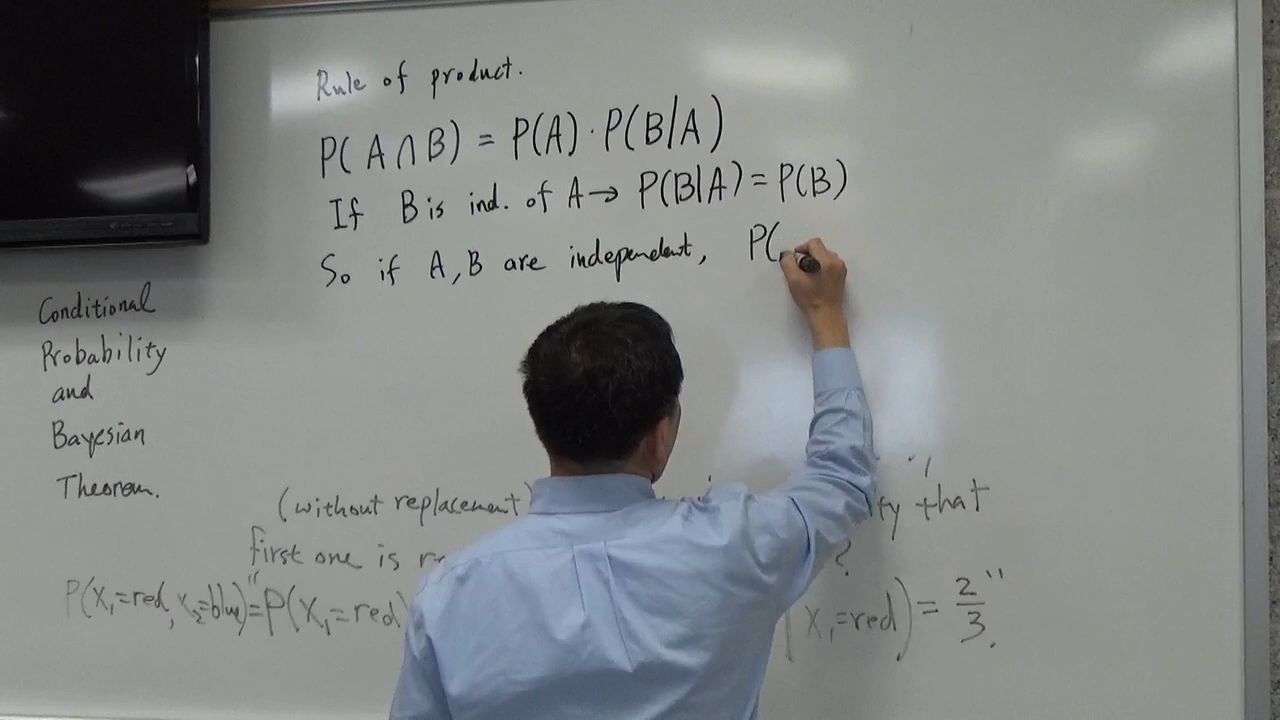 Rule of product.
P(A∩B) = P(A)·P(B|A)
If B is ind. of A → P(B|A) = P(B)
So if A, B are independent, P(
Conditional
Probability
and
Bayesian
Theorem.
(without replacement) that
first one is ?
P(X₁=red, X₂=blue) "= P(X₁=red) | X₁=red) = 2/3."